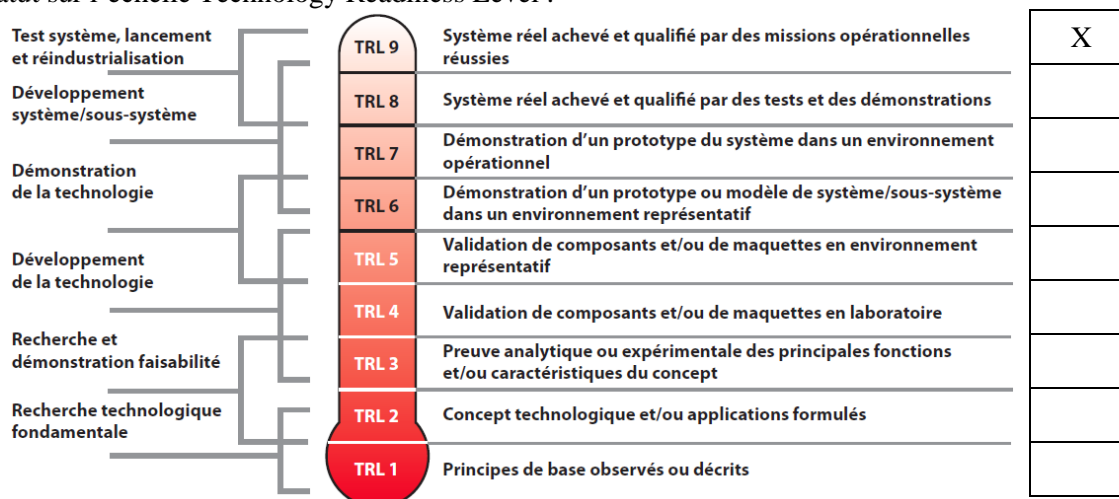 Technology Readiness Level :
Test système, lancement
et réindustrialisation
Développement
système/sous-système
Démonstration
de la technologie
Développement
de la technologie
Recherche et
démonstration faisabilité
Recherche technologique
fondamentale
TRL 9
Système réel achevé et qualifié par des missions opérationnelles
réussies
X
TRL 8
Système réel achevé et qualifié par des tests et des démonstrations
TRL 7
Démonstration d’un prototype du système dans un environnement
opérationnel
TRL 6
Démonstration d’un prototype ou modèle de système/sous-système
dans un environnement représentatif
TRL 5
Validation de composants et/ou de maquettes en environnement
représentatif
TRL 4
Validation de composants et/ou de maquettes en laboratoire
TRL 3
Preuve analytique ou expérimentale des principales fonctions
et/ou caractéristiques du concept
TRL 2
Concept technologique et/ou applications formulés
TRL 1
Principes de base observés ou décrits